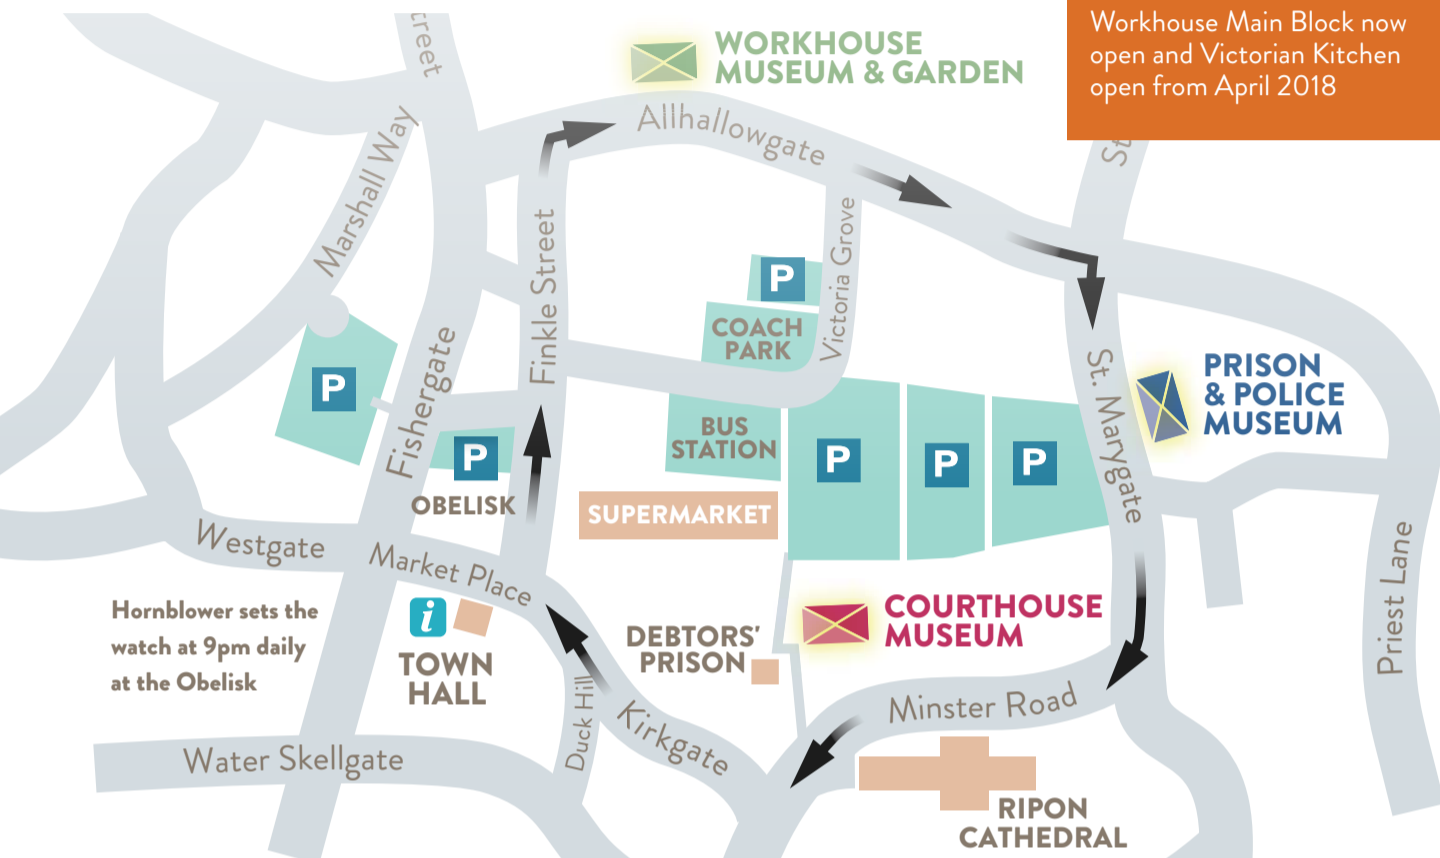 WORKHOUSE
MUSEUM & GARDEN
Workhouse Main Block now
open and Victorian Kitchen
open from April 2018
Allhallowgate
Marshall Way
Finkle Street
Victoria Grove
P
COACH
PARK
Fishergate
P
P
OBELISK
BUS
STATION
P
P
P
St. Marygate
PRISON
& POLICE
MUSEUM
SUPERMARKET
Westgate
Market Place
Priest Lane
Hornblower sets the
watch at 9pm daily
at the Obelisk
i
TOWN
HALL
DEBTORS'
PRISON
COURTHOUSE
MUSEUM
Duck Hill
Kirkgate
Minster Road
Water Skellgate
RIPON
CATHEDRAL